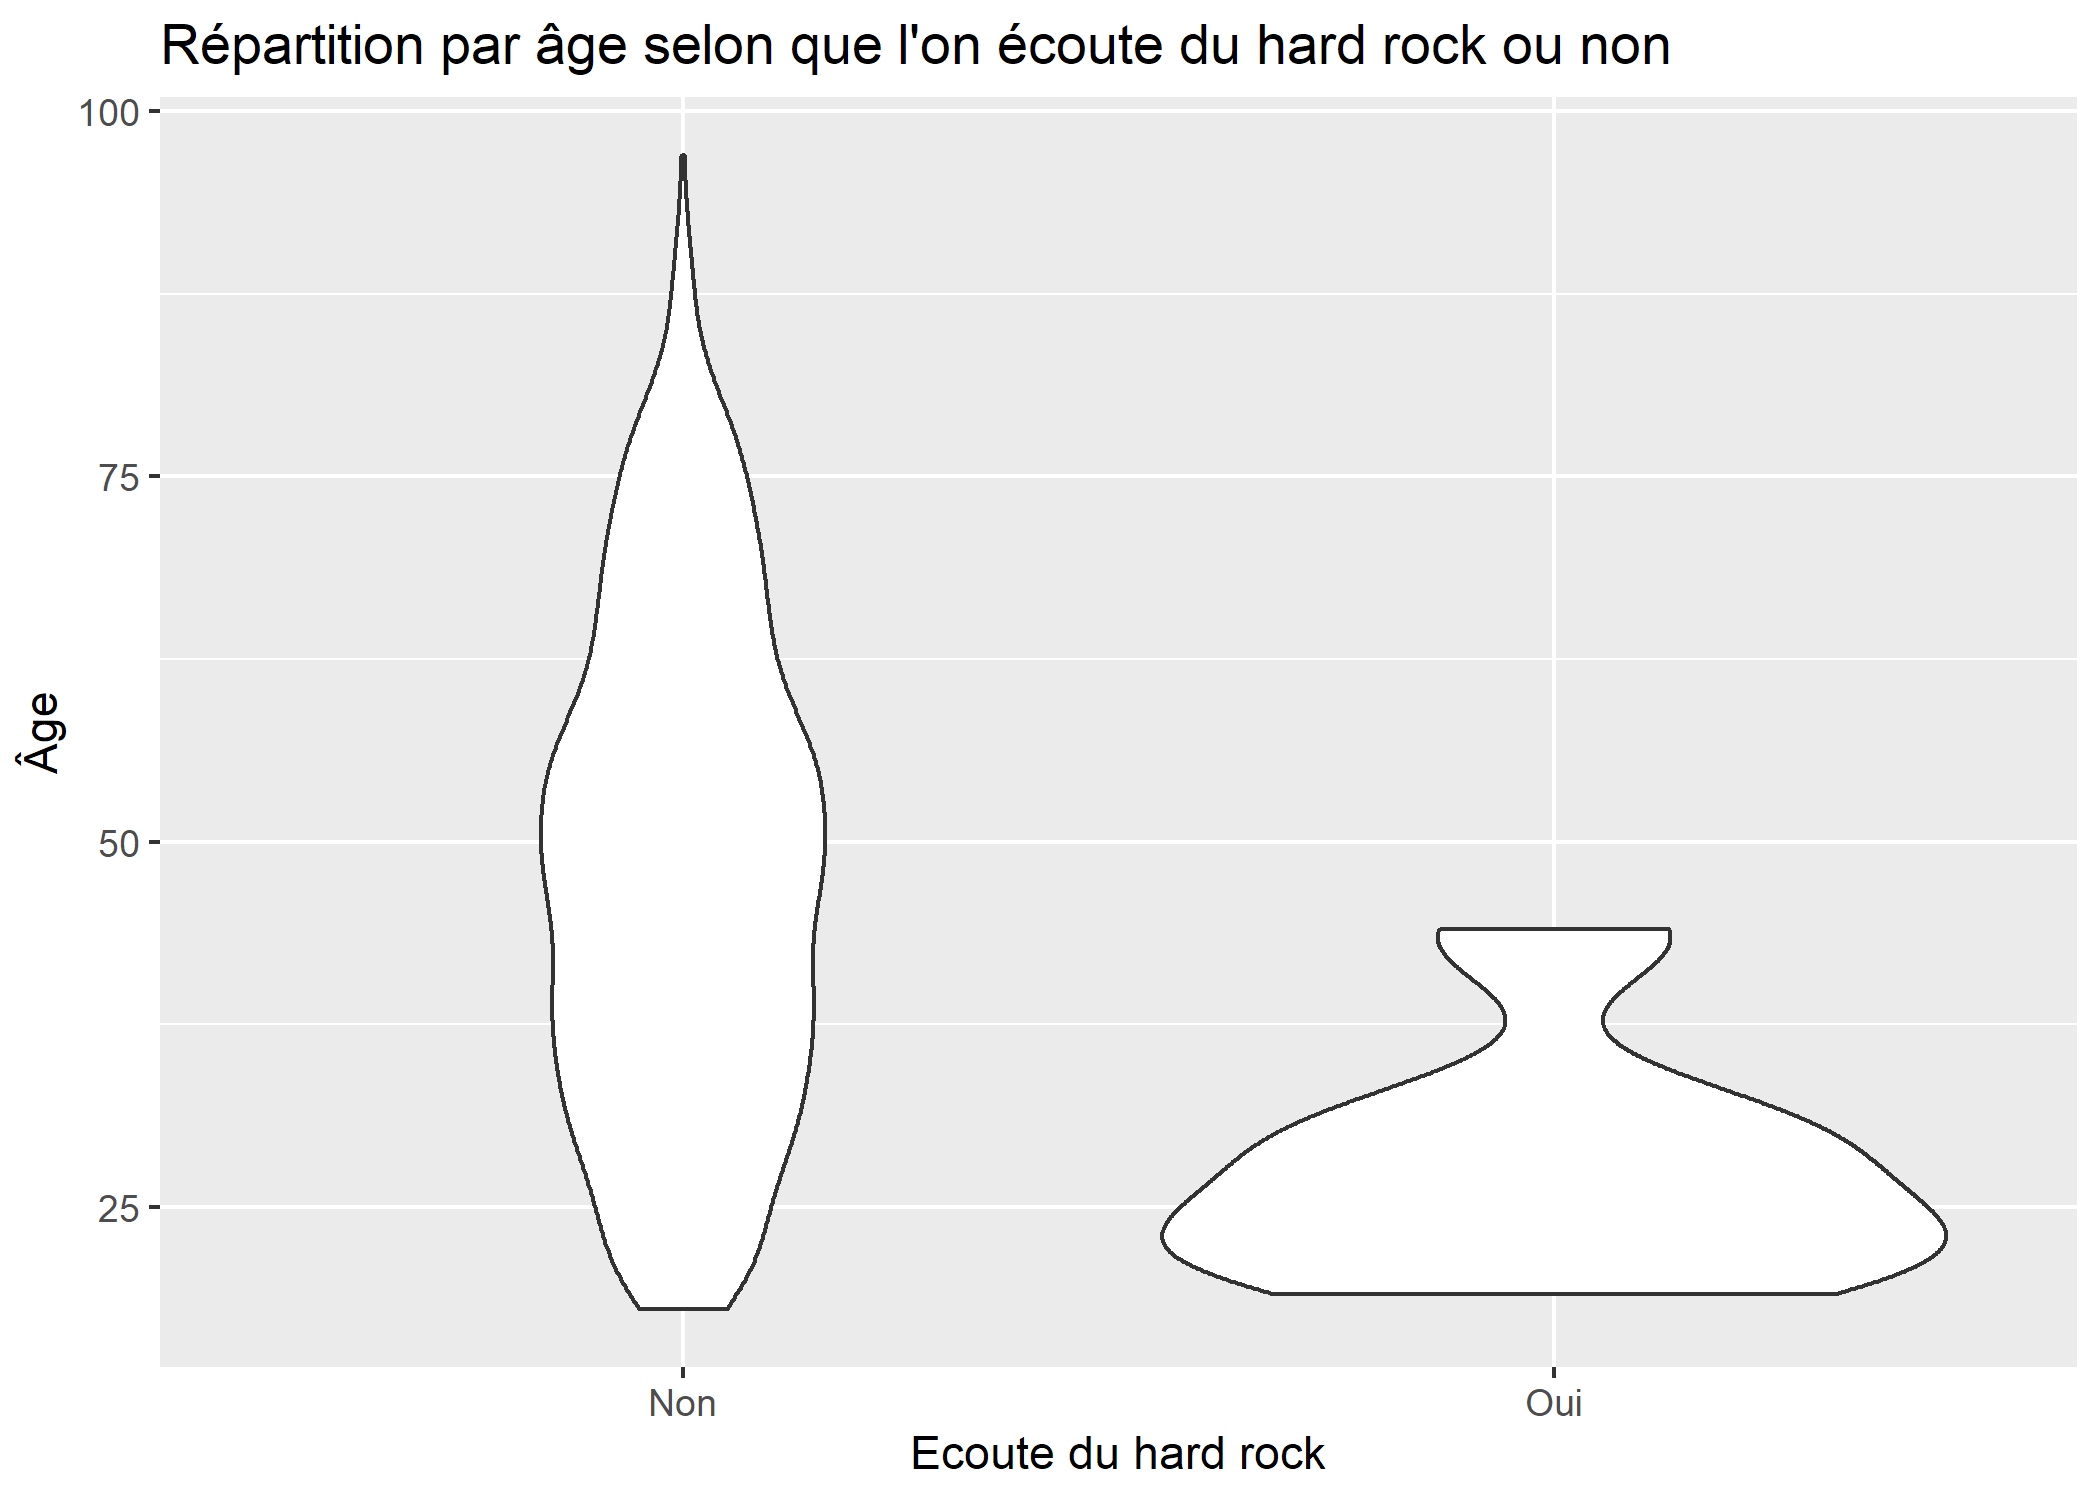 Répartition par âge selon que l'on écoute du hard rock ou non
100
75
50
25
Âge
Non
Oui
Ecoute du hard rock